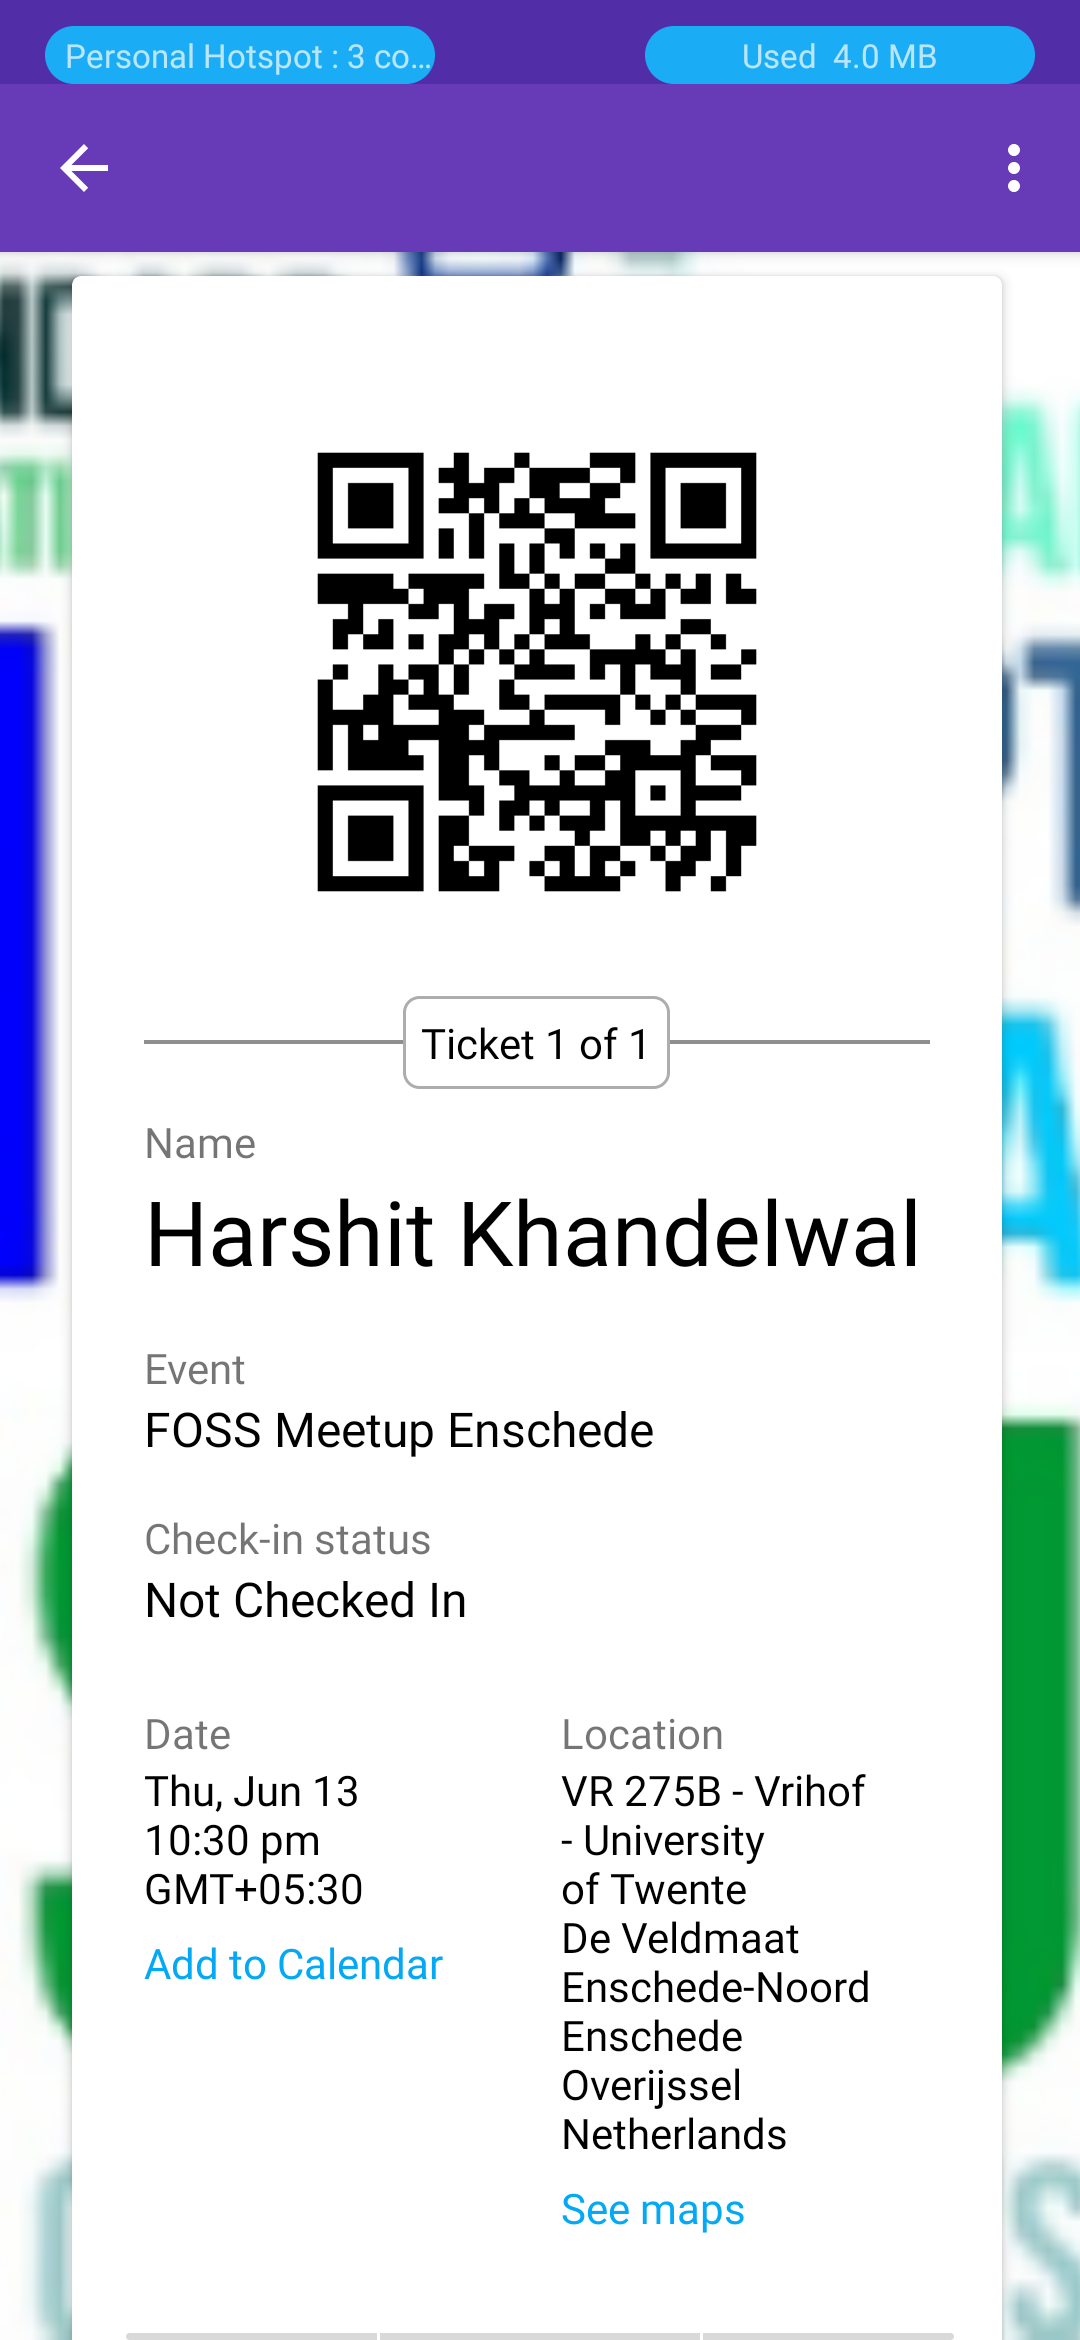 Personal Hotspot : 3 co... Used 4.0 MB
Ticket 1 of 1
Name
Harshit Khandelwal
Event
FOSS Meetup Enschede
Check-in status
Not Checked In
Date
Thu, Jun 13
10:30 pm
GMT+05:30
Add to Calendar
Location
VR 275B - Vrihof
- University
of Twente
De Veldmaat
Enschede-Noord
Enschede
Overijssel
Netherlands
See maps